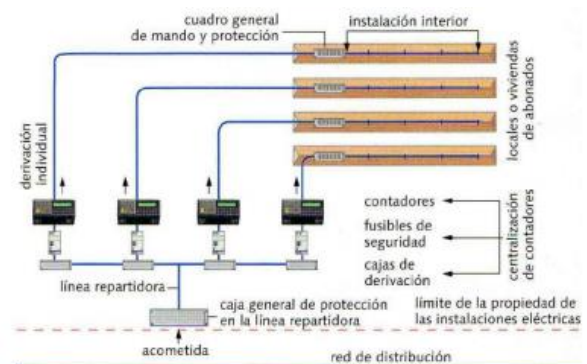 cuadro general
de mando y protección
instalación interior
locales o viviendas
de abonados
derivación
individual
contadores
fusibles de
seguridad
cajas de
derivación
centralización
de contadores
línea repartidora
caja general de protección
en la línea repartidora
límite de la propiedad de
las instalaciones eléctricas
acometida
red de distribución